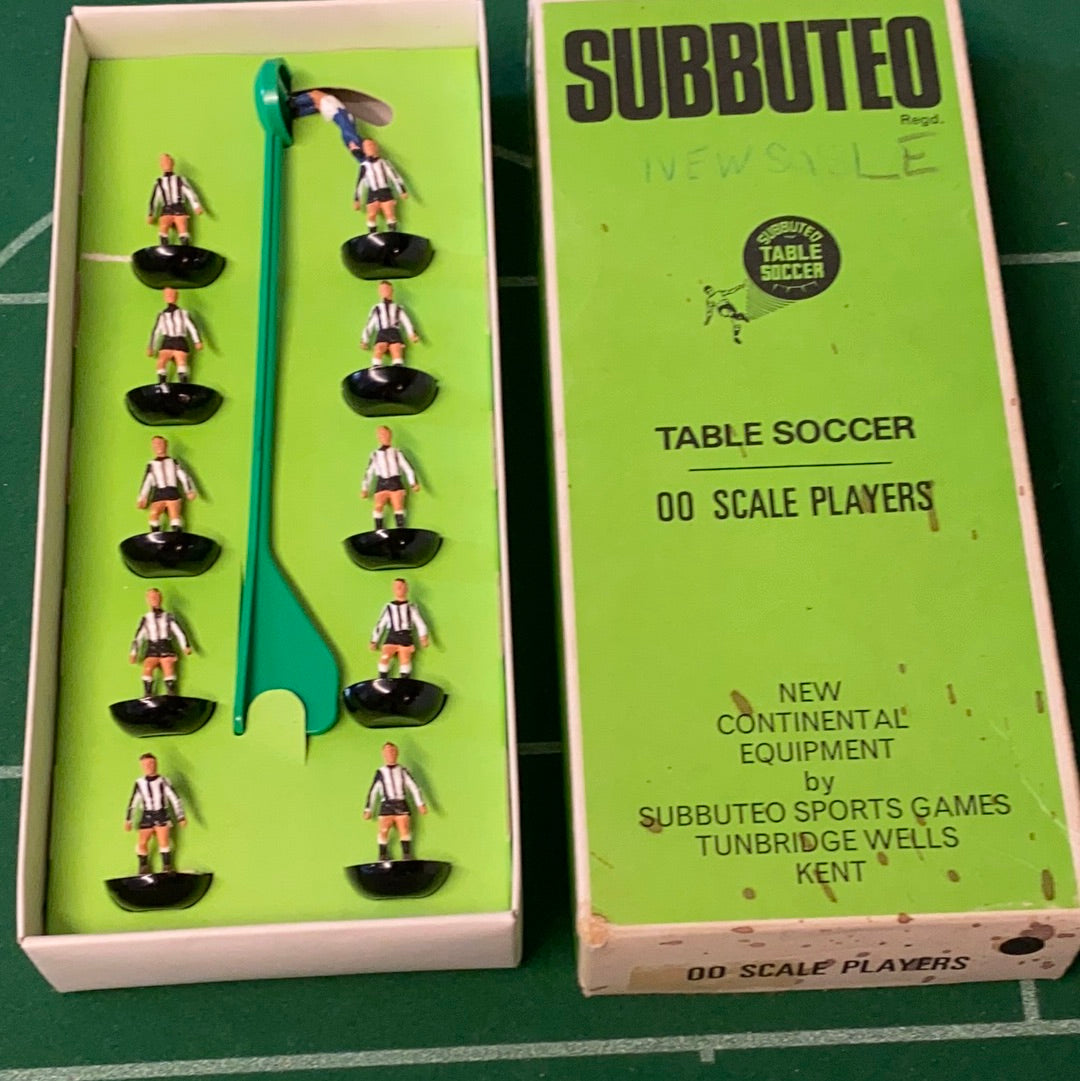 SUBBUTEO
Regd.
SUBBUTEO
TABLE
SOCCER
TABLE SOCCER
00 SCALE PLAYERS
NEW
CONTINENTAL
EQUIPMENT
by
SUBBUTEO SPORTS GAMES
TUNBRIDGE WELLS
KENT
00 SCALE PLAYERS